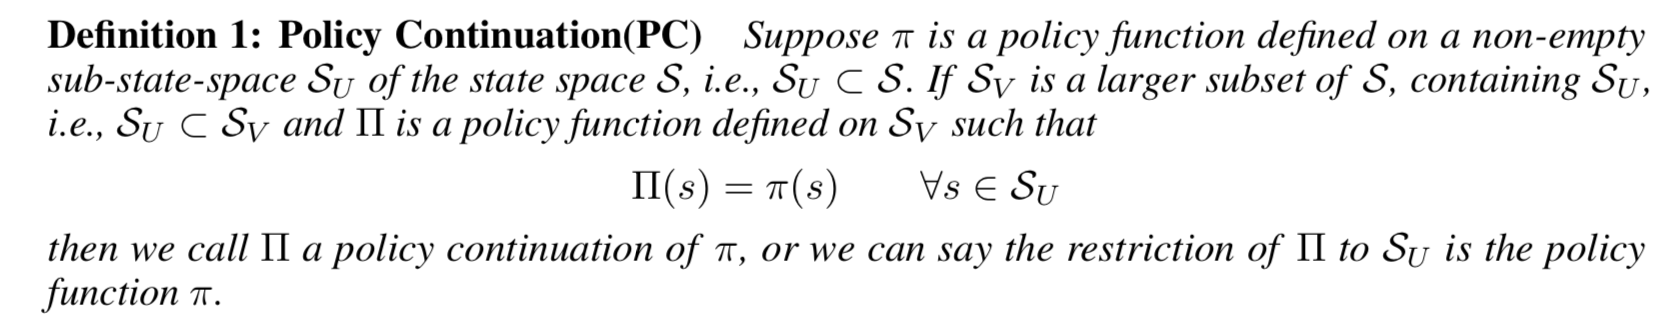 Definition 1: Policy Continuation(PC) Suppose π is a policy function defined on a non-empty
sub-state-space 𝒮_U of the state space 𝒮, i.e., 𝒮_U ⊂ 𝒮. If 𝒮_V is a larger subset of 𝒮, containing 𝒮_U,
i.e., 𝒮_U ⊂ 𝒮_V and Π is a policy function defined on 𝒮_V such that
Π(s) = π(s) ∀s ∈ 𝒮_U
then we call Π a policy continuation of π, or we can say the restriction of Π to 𝒮_U is the policy
function π.